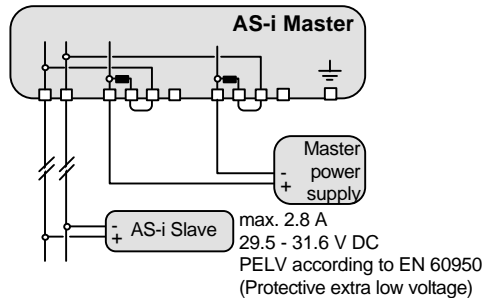 AS-i Master
Master
power
supply
-
+
AS-i Slave
-
+
max. 2.8 A
29.5 - 31.6 V DC
PELV according to EN 60950
(Protective extra low voltage)